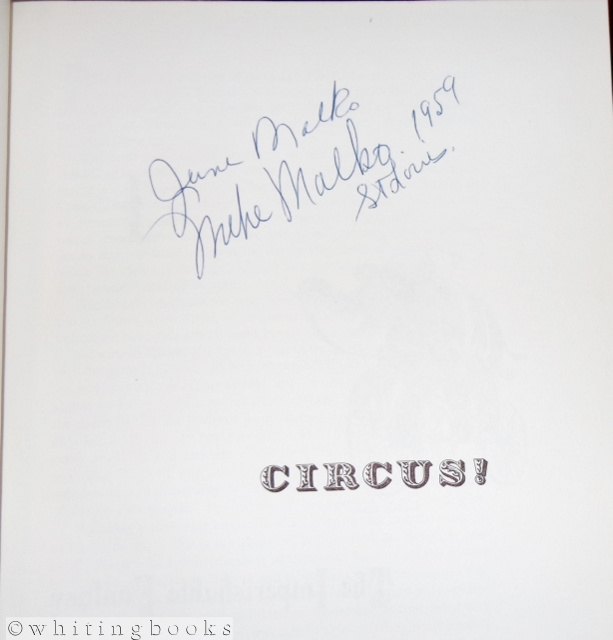 June Malko
Mike Malko. 1959
St Louis.
CIRCUS!
©whitingbooks